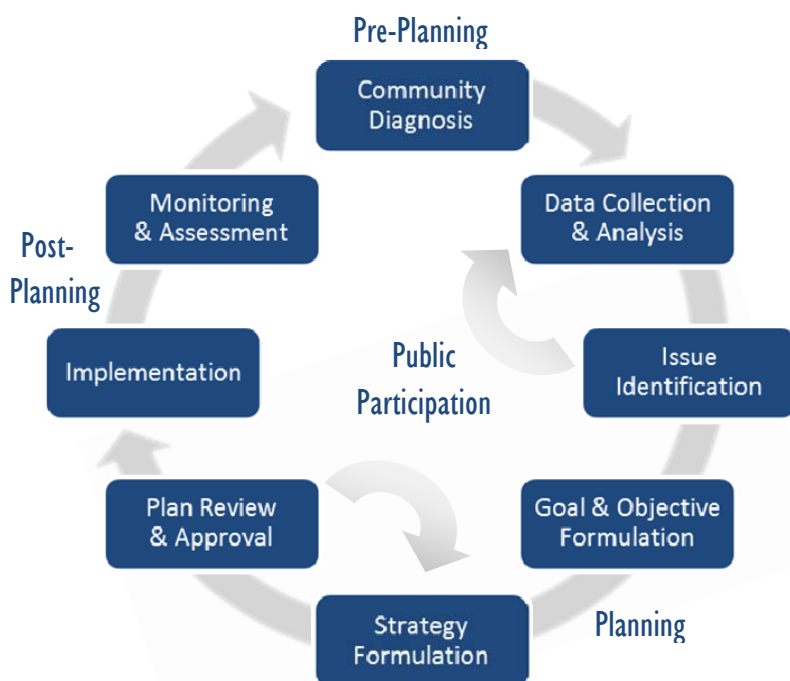 Pre-Planning
Community
Diagnosis
Data Collection
& Analysis
Issue
Identification
Goal & Objective
Formulation
Planning
Strategy
Formulation
Plan Review
& Approval
Implementation
Post-
Planning
Monitoring
& Assessment
Public
Participation